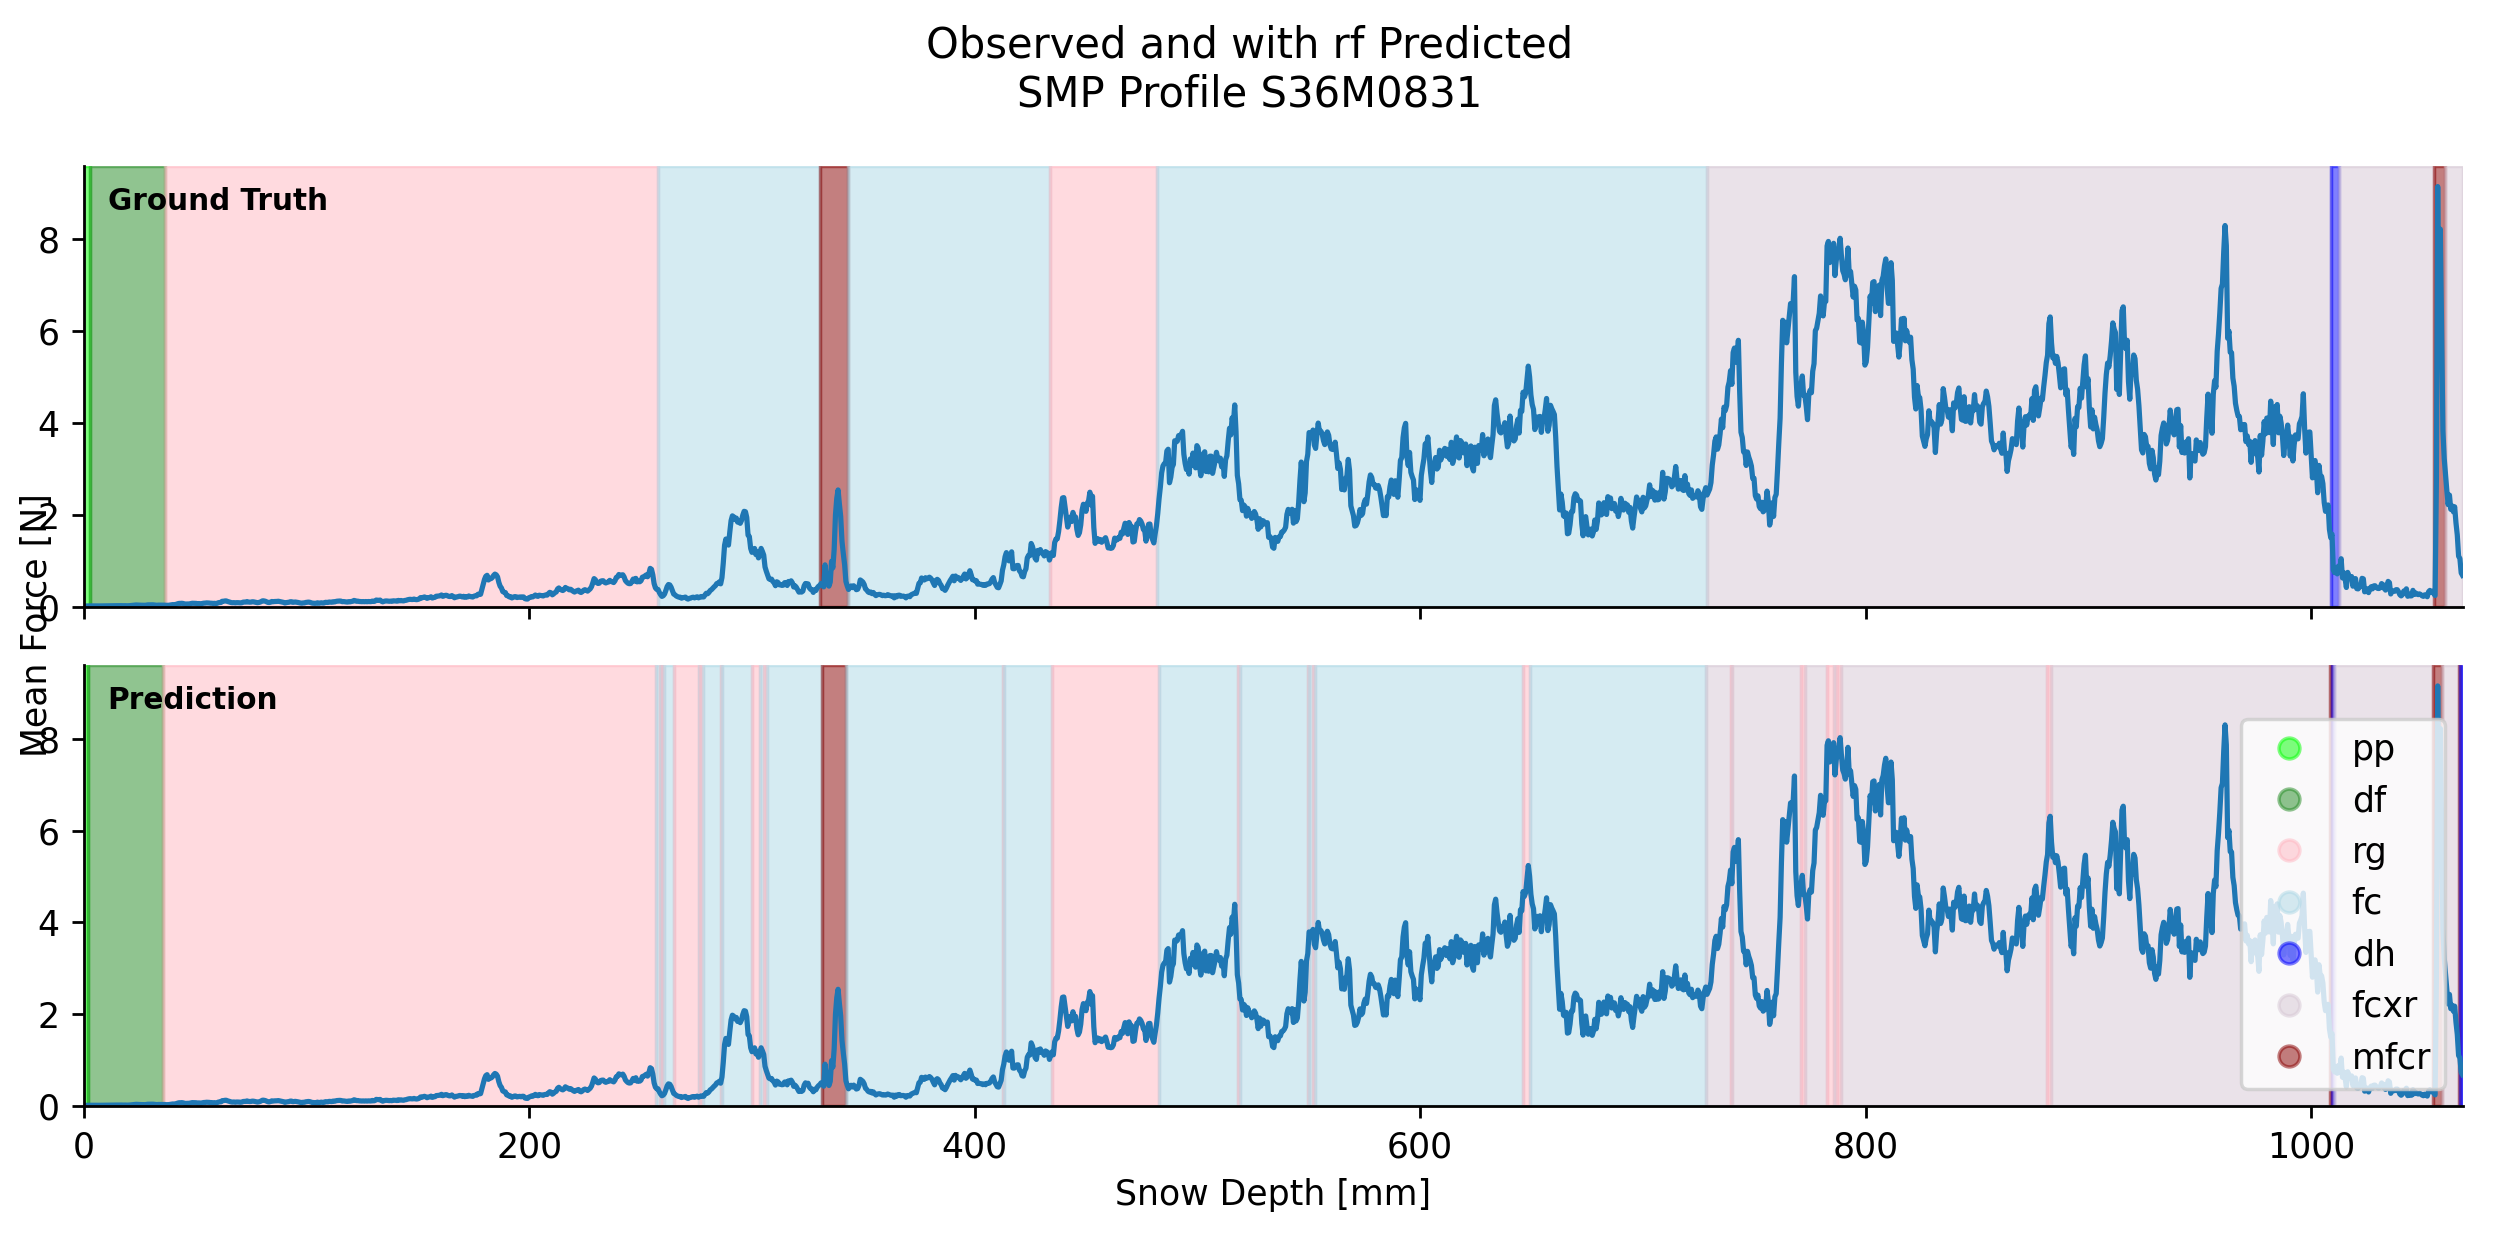 Observed and with rf Predicted
SMP Profile S36M0831
Ground Truth
8
6
4
2
0
Mean Force [N]
Prediction
8
6
4
2
0
pp
df
rg
fc
dh
fcxr
mfcr
0 200 400 600 800 1000
Snow Depth [mm]